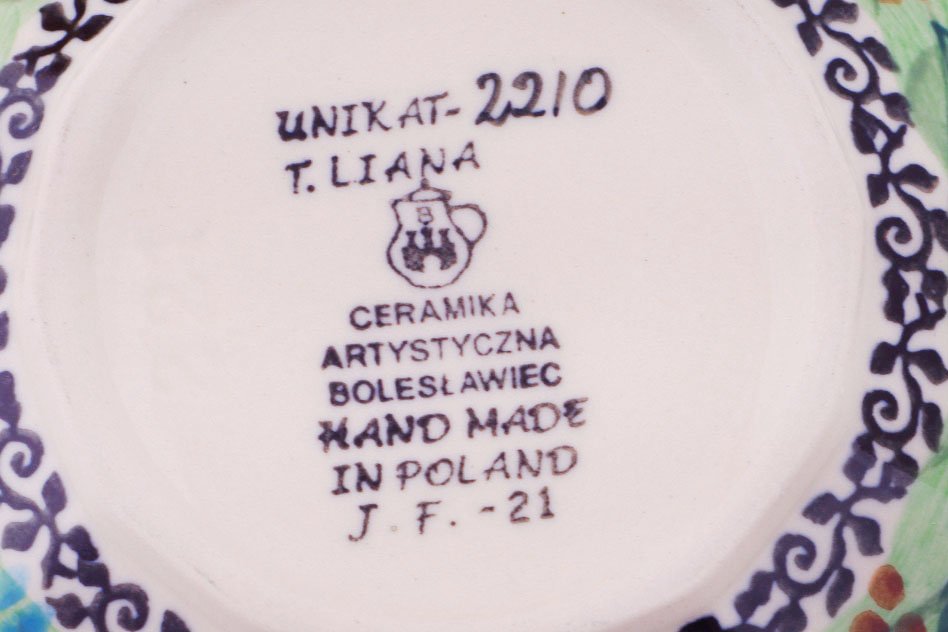 UNIKAT-2210
T. LIANA
B
CERAMIKA
ARTYSTYCZNA
BOLESŁAWIEC
HAND MADE
IN POLAND
J. F. -21